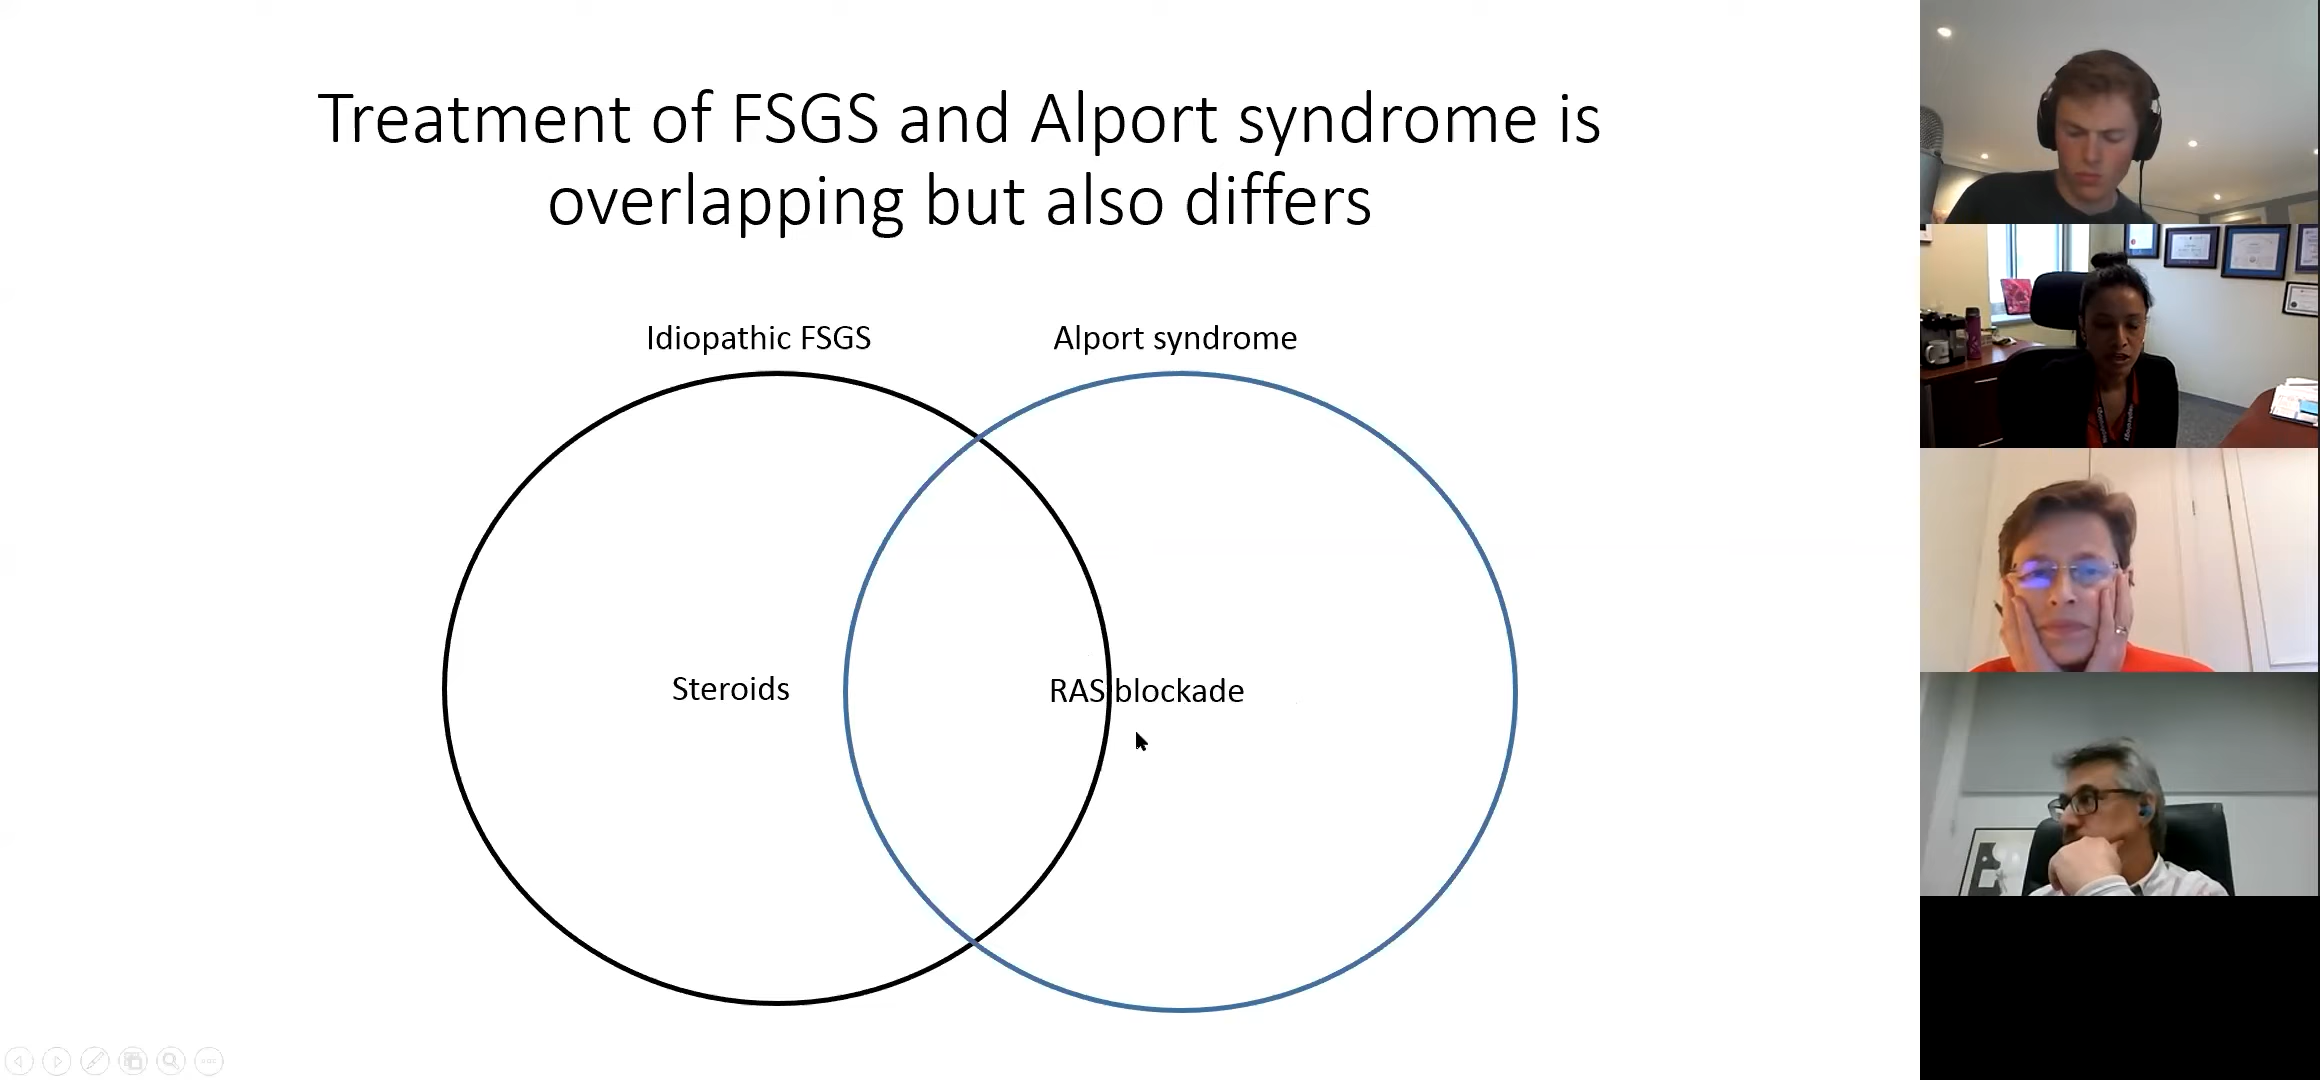 Treatment of FSGS and Alport syndrome is
overlapping but also differs
Idiopathic FSGS
Alport syndrome
Steroids
RAS blockade